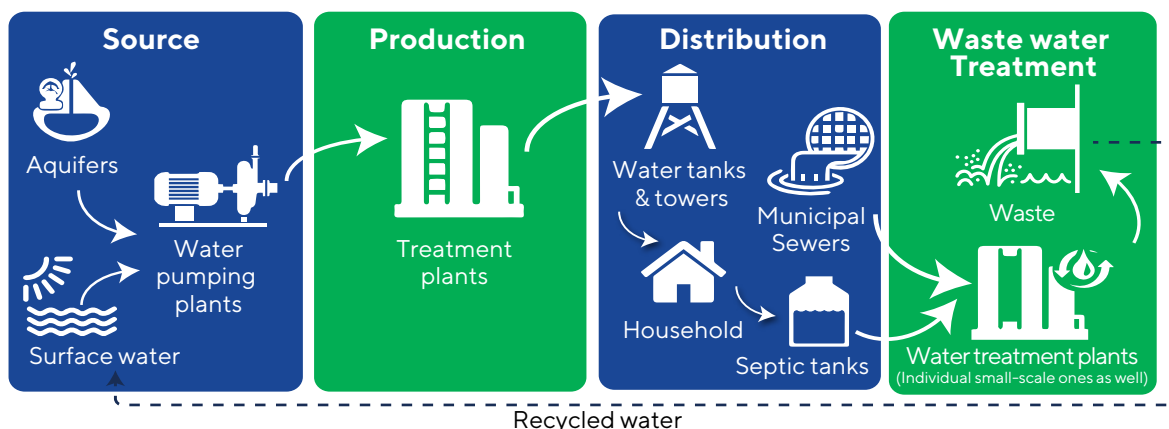 Source
Aquifers
Water
pumping
plants
Surface water
Production
Treatment
plants
Distribution
Water tanks
& towers
Municipal
Sewers
Household
Septic tanks
Waste water
Treatment
Waste
Water treatment plants
(Individual small-scale ones as well)
Recycled water